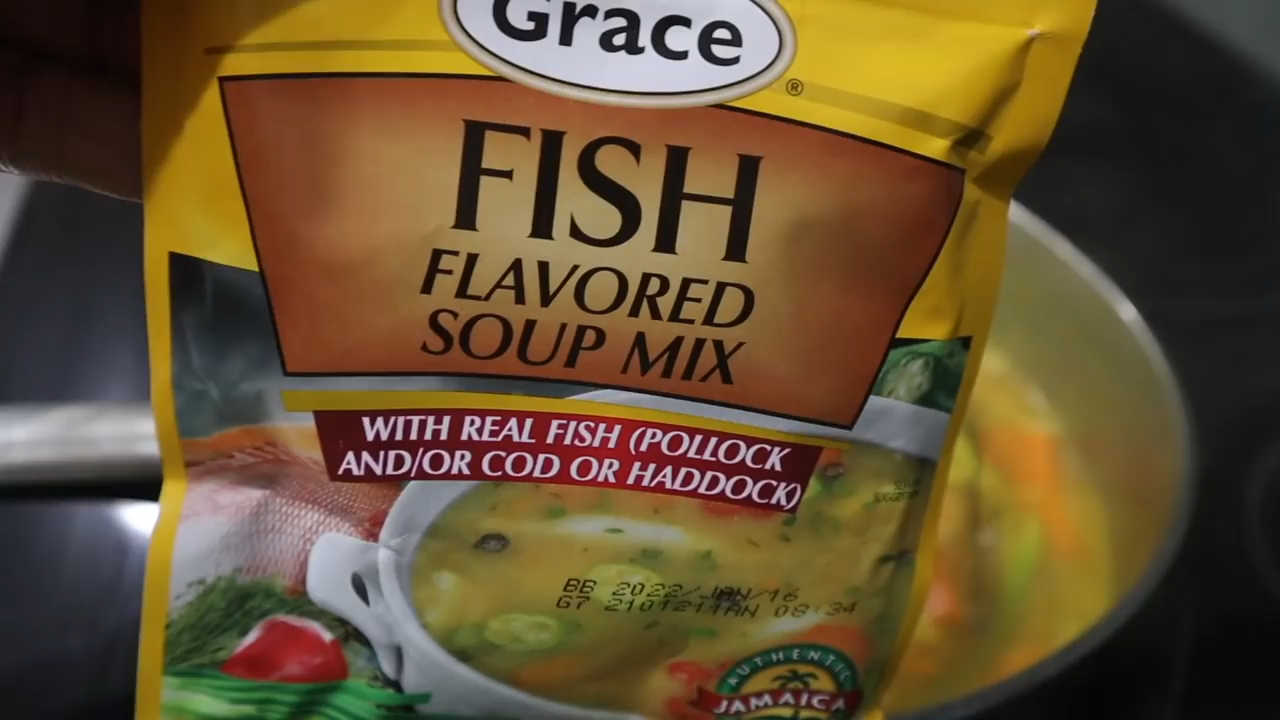 Grace
®
FISH
FLAVORED
SOUP MIX
WITH REAL FISH (POLLOCK
AND/OR COD OR HADDOCK)
BB 2022/JAN/16
AUTHENTIC
JAMAICA